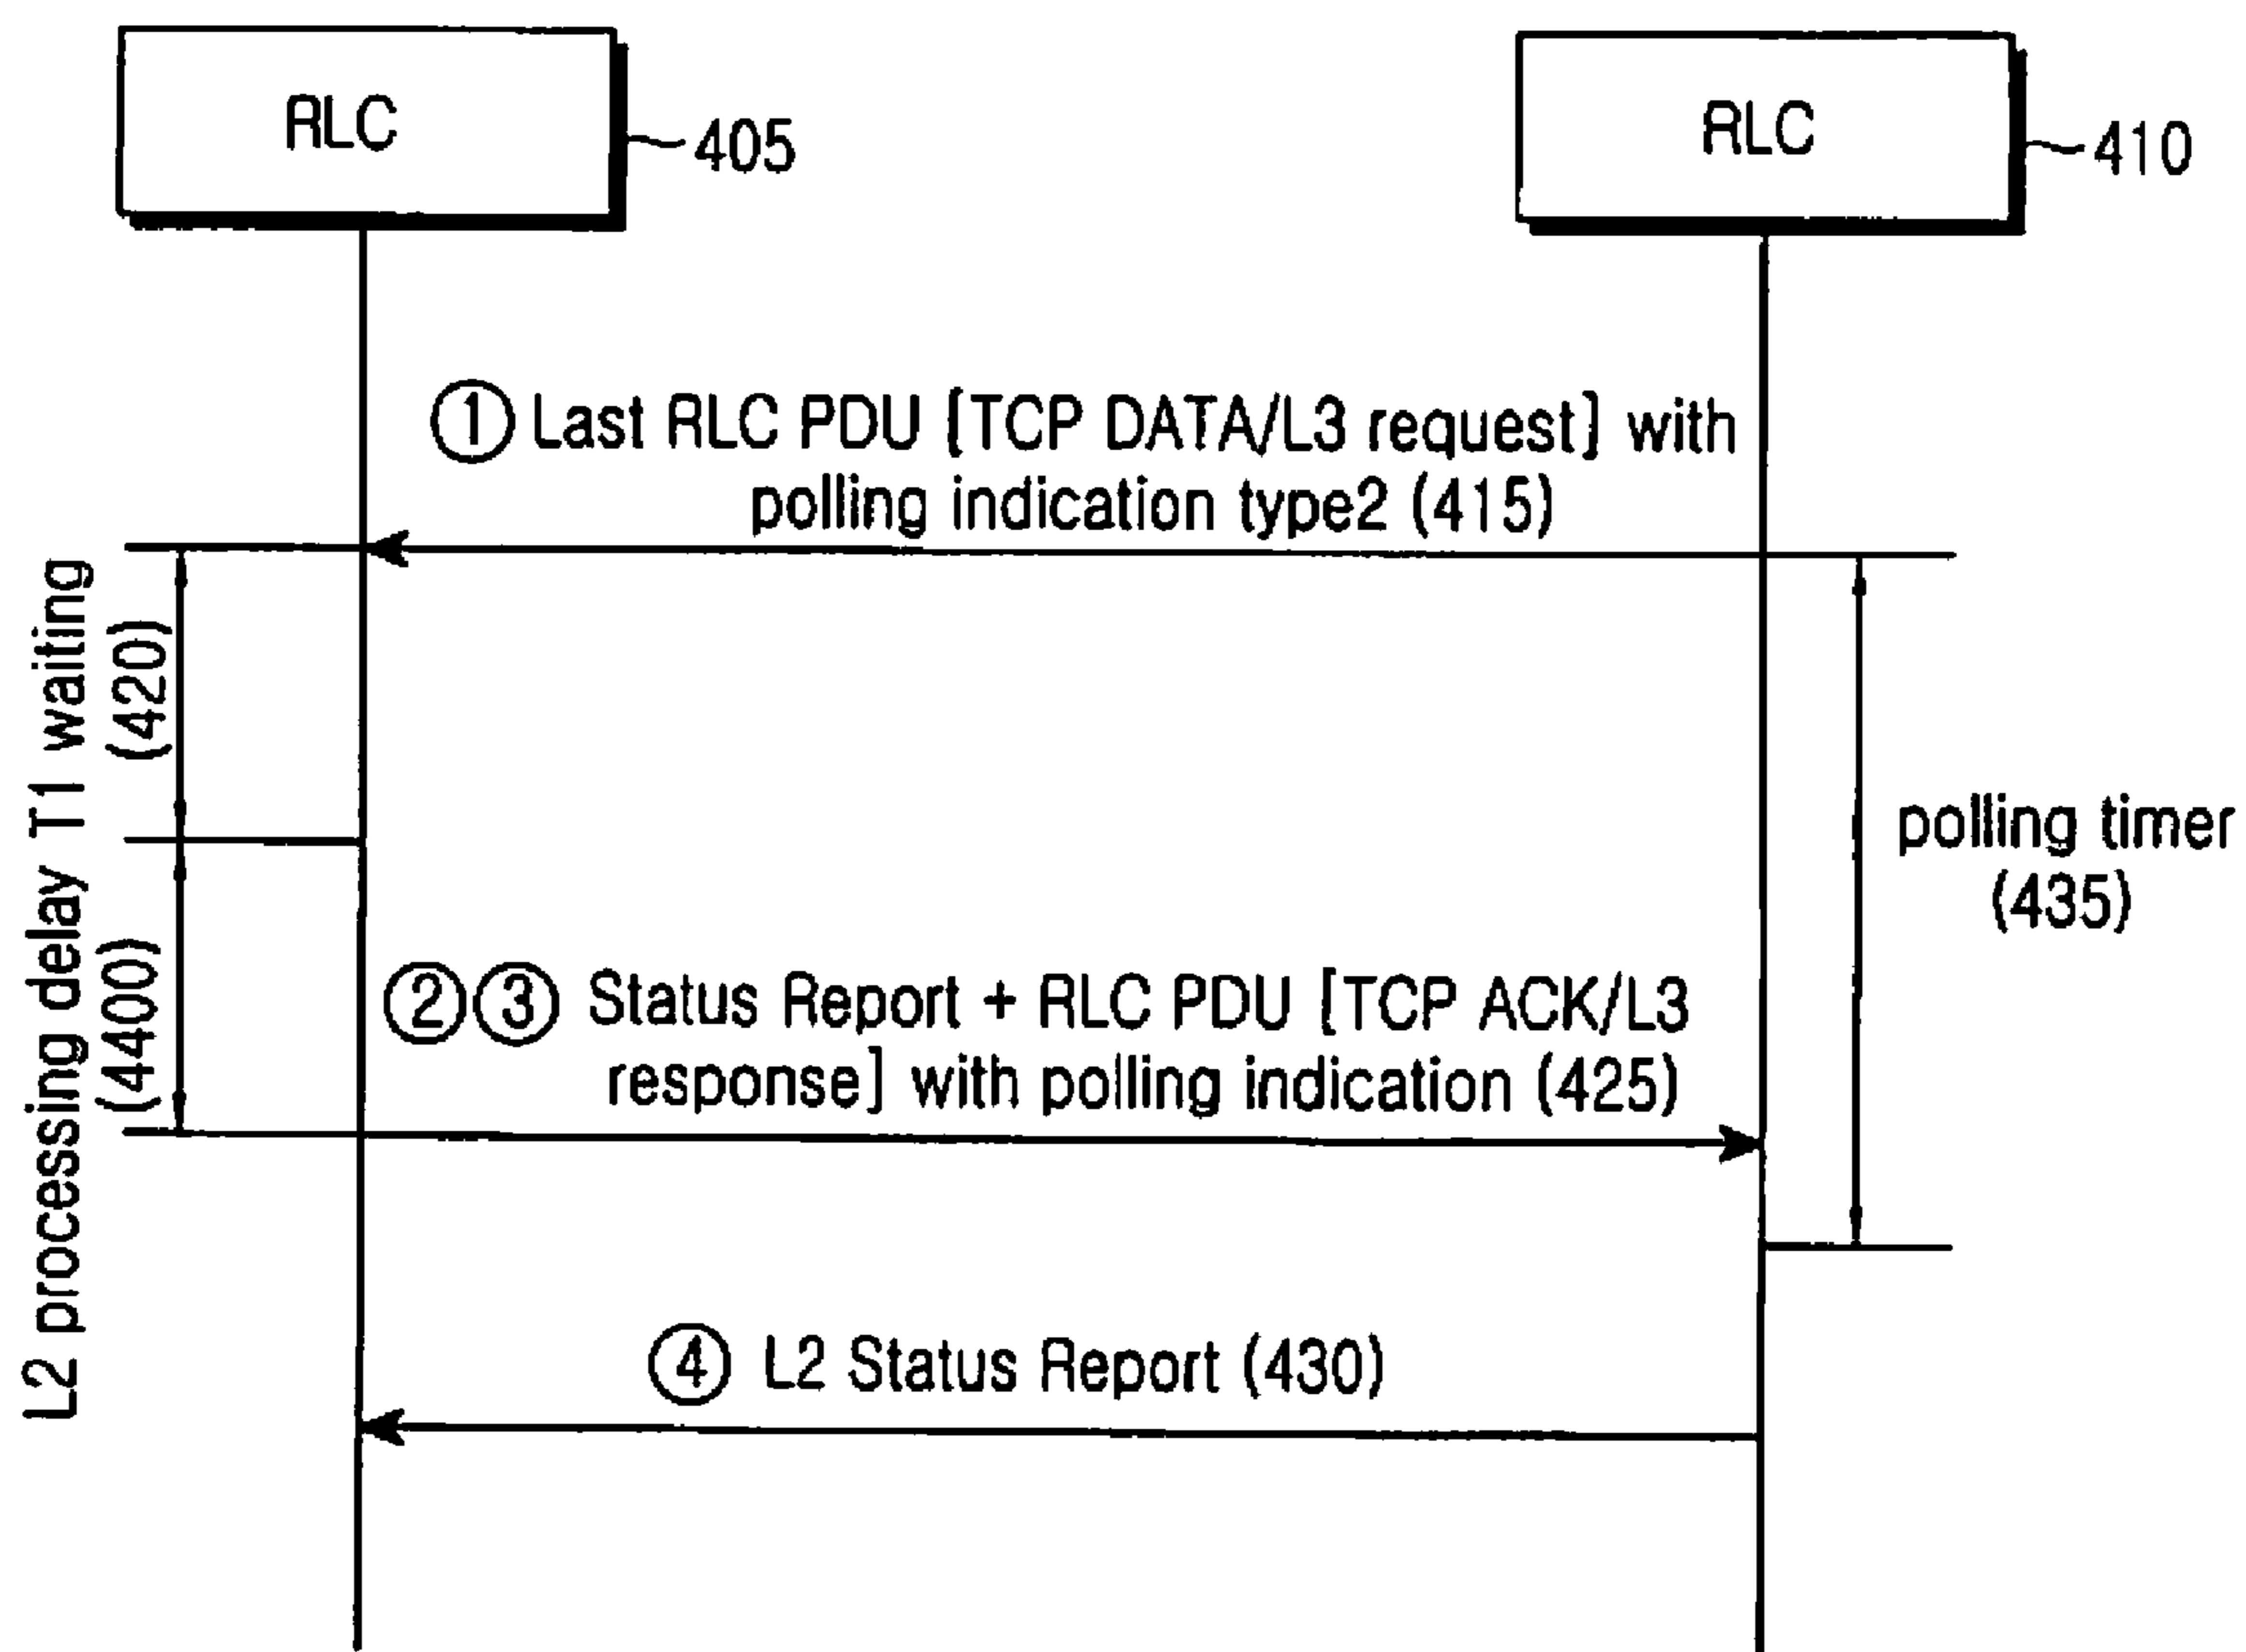 RLC
405
RLC
410
① Last RLC PDU [TCP DATA/L3 request] with
polling indication type2 (415)
T1 waiting
(420)
polling timer
(435)
L2 processing delay
(4400)
②③ Status Report + RLC PDU [TCP ACK/L3
response] with polling indication (425)
④ L2 Status Report (430)